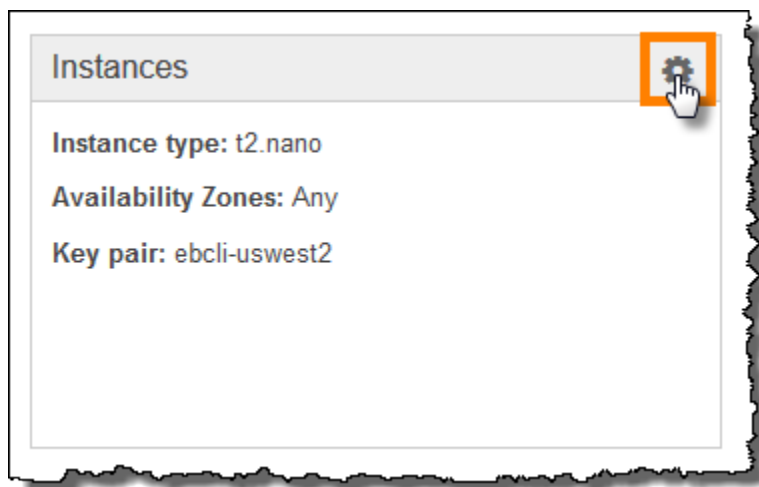 Instances
Instance type: t2.nano
Availability Zones: Any
Key pair: ebcli-uswest2